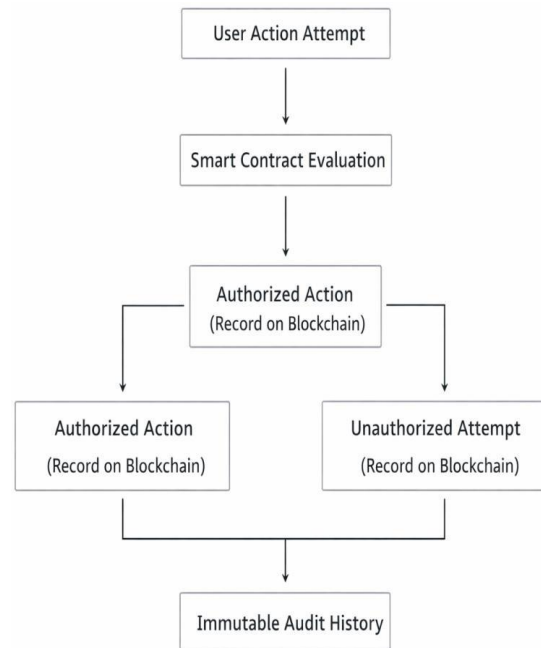 User Action Attempt
Smart Contract Evaluation
Authorized Action
(Record on Blockchain)
Authorized Action
(Record on Blockchain)
Unauthorized Attempt
(Record on Blockchain)
Immutable Audit History